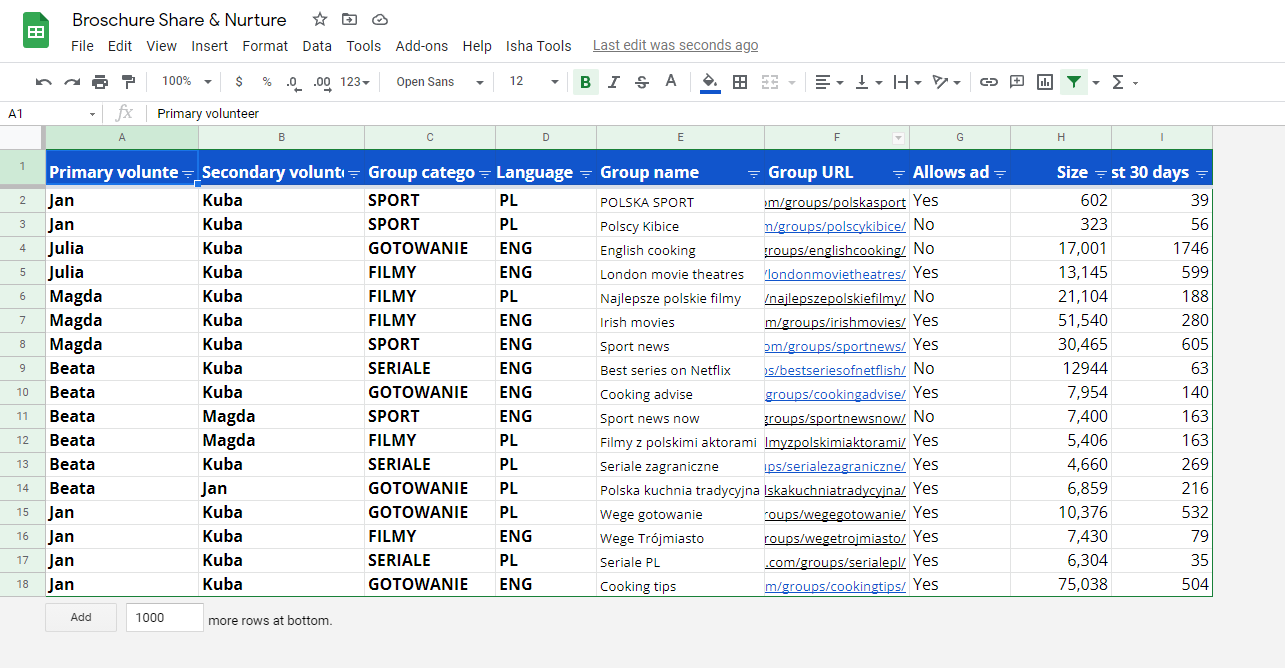 Broschure Share & Nurture
File Edit View Insert Format Data Tools Add-ons Help Isha Tools Last edit was seconds ago
100% $ % .0 .00 123 Open Sans 12 B I S A
A1 fx Primary volunteer
A B C D E F G H I
1 Primary volunte Secondary volunt Group catego Language Group name Group URL Allows ad Size st 30 days
2 Jan Kuba SPORT PL POLSKA SPORT om/groups/polskasport Yes 602 39
3 Jan Kuba SPORT PL Polscy Kibice m/groups/polscykibice/ No 323 56
4 Julia Kuba GOTOWANIE ENG English cooking groups/englishcooking/ No 17,001 1746
5 Julia Kuba FILMY ENG London movie theatres /londonmovietheatres/ Yes 13,145 599
6 Magda Kuba FILMY PL Najlepsze polskie filmy /najlepszepolskiefilmy/ No 21,104 188
7 Magda Kuba FILMY ENG Irish movies m/groups/irishmovies/ Yes 51,540 280
8 Magda Kuba SPORT ENG Sport news om/groups/sportnews/ Yes 30,465 605
9 Beata Kuba SERIALE ENG Best series on Netflix ps/bestseriesofnetflish/ No 12944 63
10 Beata Kuba GOTOWANIE ENG Cooking advise groups/cookingadvise/ Yes 7,954 140
11 Beata Magda SPORT ENG Sport news now groups/sportnewsnow/ No 7,400 163
12 Beata Magda FILMY PL Filmy z polskimi aktorami lmyzpolskimiaktorami/ Yes 5,406 163
13 Beata Kuba SERIALE PL Seriale zagraniczne ups/serialezagraniczne/ Yes 4,660 269
14 Beata Jan GOTOWANIE PL Polska kuchnia tradycyjna lskakuchniatradycyjna/ Yes 6,859 216
15 Jan Kuba GOTOWANIE PL Wege gotowanie roups/wegegotowanie/ Yes 10,376 532
16 Jan Kuba FILMY ENG Wege Trójmiasto roups/wegetrojmiasto/ Yes 7,430 79
17 Jan Kuba SERIALE PL Seriale PL .com/groups/serialepl/ Yes 6,304 35
18 Jan Kuba GOTOWANIE ENG Cooking tips m/groups/cookingtips/ Yes 75,038 504
Add 1000 more rows at bottom.